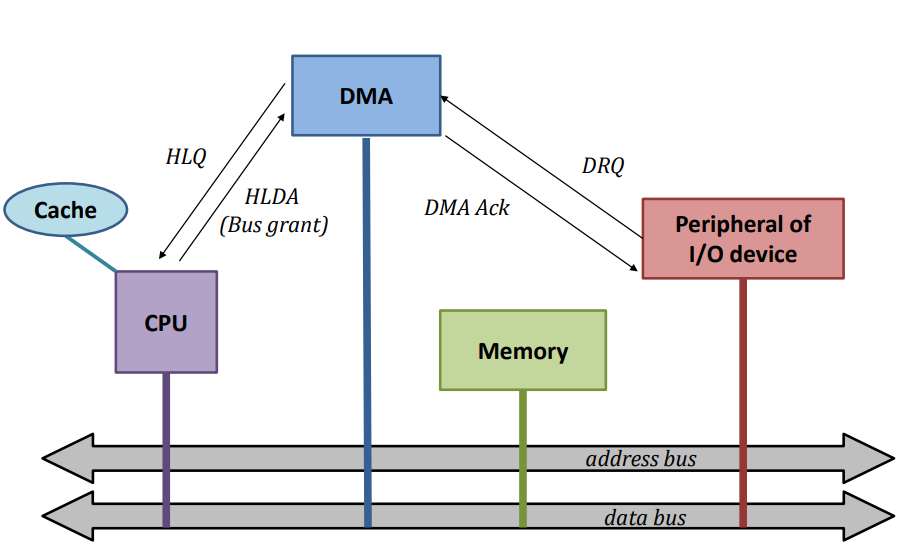 DMA
HLQ
DRQ
HLDA
(Bus grant)
DMA Ack
Cache
Peripheral of
I/O device
CPU
Memory
address bus
data bus